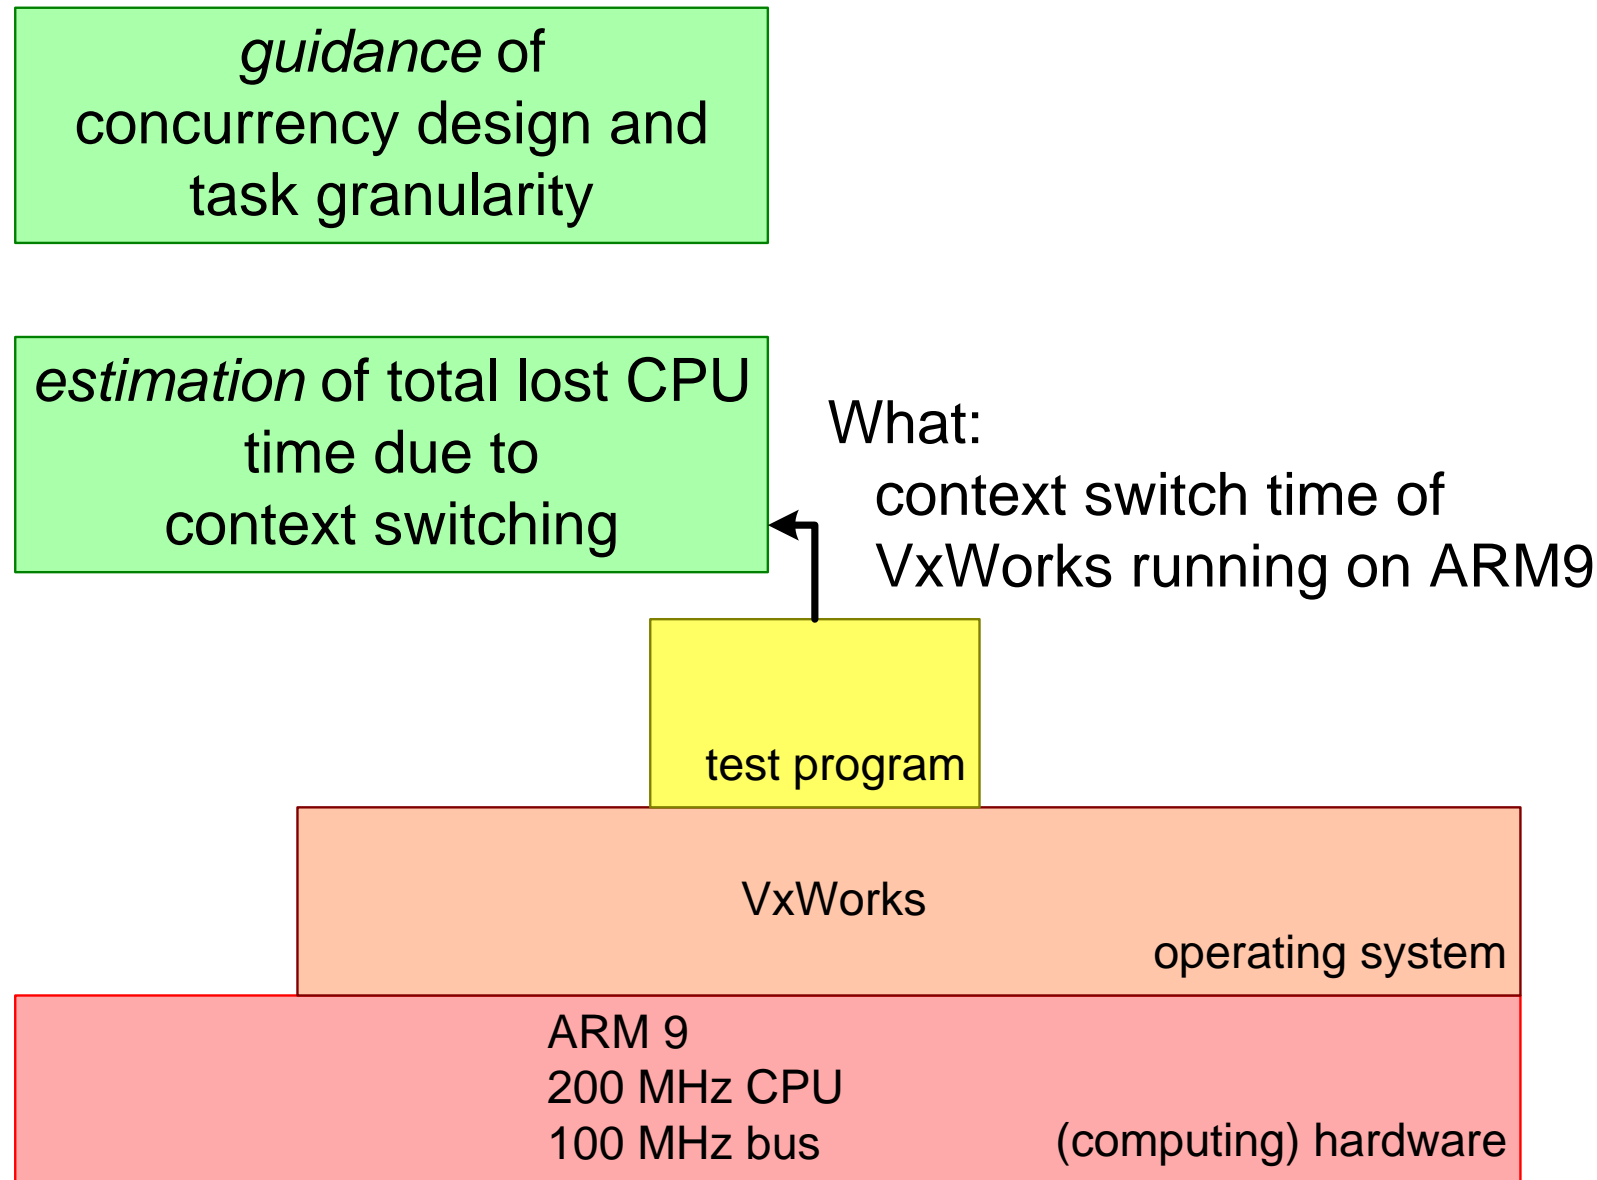 guidance of
concurrency design and
task granularity
estimation of total lost CPU
time due to
context switching
What:
context switch time of
VxWorks running on ARM9
test program
VxWorks
operating system
ARM 9
200 MHz CPU
100 MHz bus
(computing) hardware